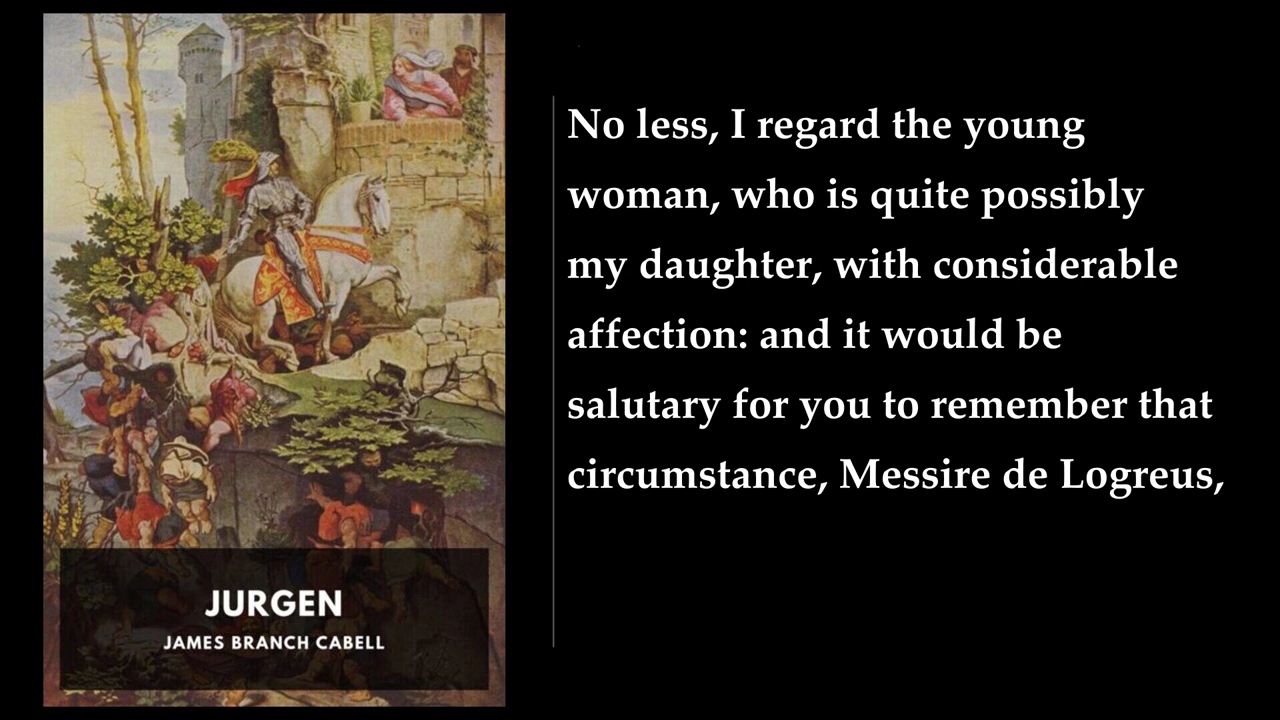 JURGEN
JAMES BRANCH CABELL
No less, I regard the young
woman, who is quite possibly
my daughter, with considerable
affection: and it would be
salutary for you to remember that
circumstance, Messire de Logreus,